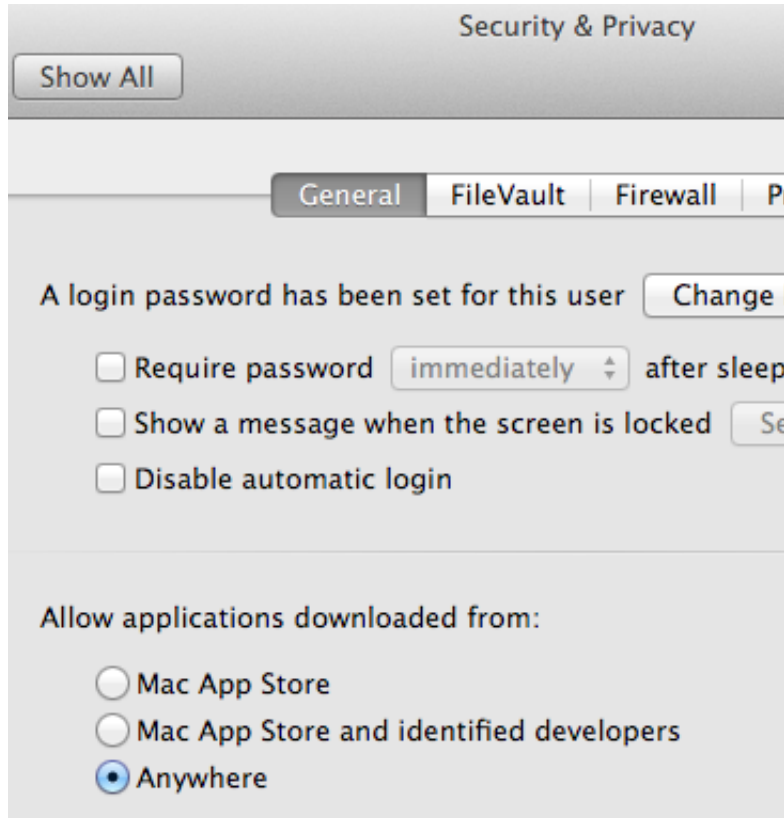 Security & Privacy
Show All
General FileVault Firewall P
A login password has been set for this user Change
Require password immediately after sleep
Show a message when the screen is locked Se
Disable automatic login
Allow applications downloaded from:
Mac App Store
Mac App Store and identified developers
Anywhere